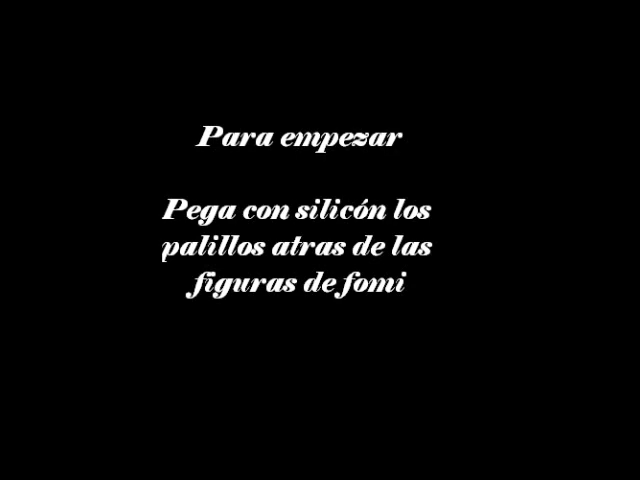 Para empezar
Pega con silicón los
palillos atras de las
figuras de fomi